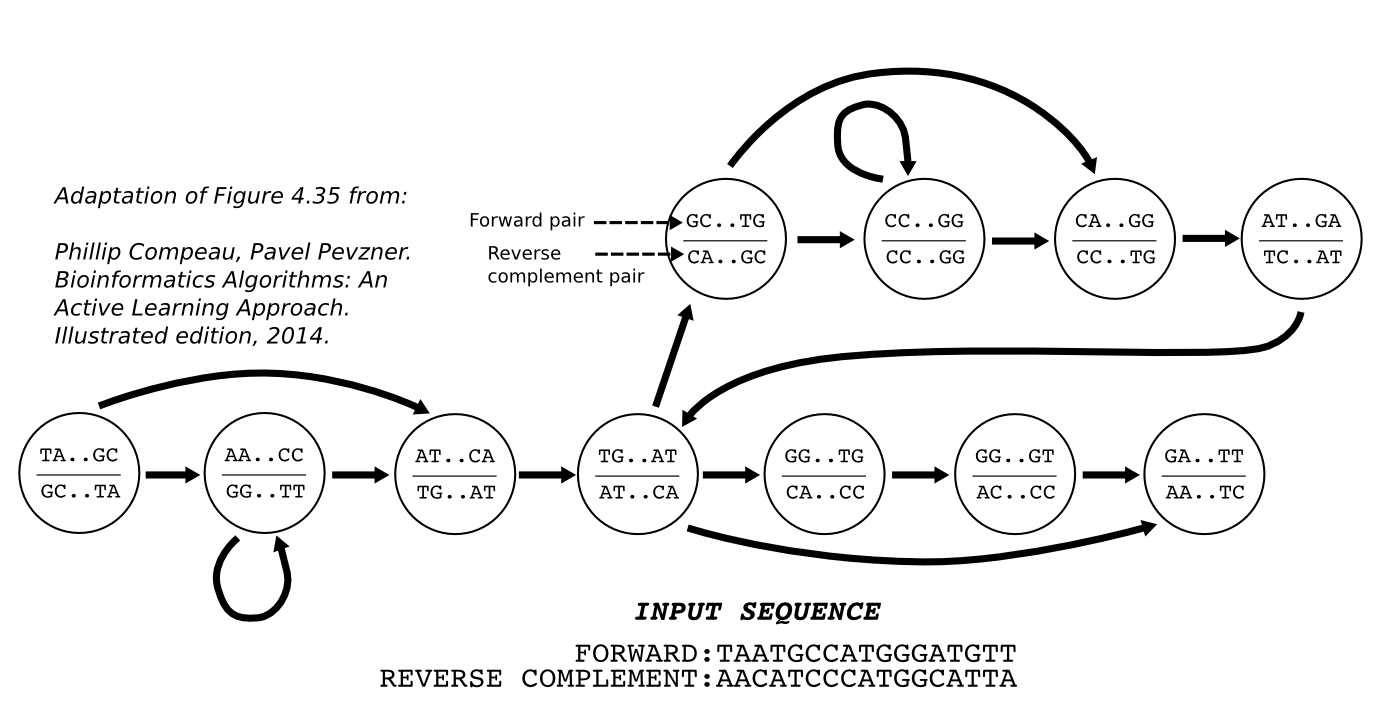 Adaptation of Figure 4.35 from:
Phillip Compeau, Pavel Pevzner.
Bioinformatics Algorithms: An
Active Learning Approach.
Illustrated edition, 2014.
Forward pair
Reverse
complement pair
GC..TG
CA..GC
CC..GG
CC..GG
CA..GG
CC..TG
AT..GA
TC..AT
TA..GC
GC..TA
AA..CC
GG..TT
AT..CA
TG..AT
TG..AT
AT..CA
GG..TG
CA..CC
GG..GT
AC..CC
GA..TT
AA..TC
INPUT SEQUENCE
FORWARD:TAATGCCATGGGATGTT
REVERSE COMPLEMENT:AACATCCCATGGCATTA